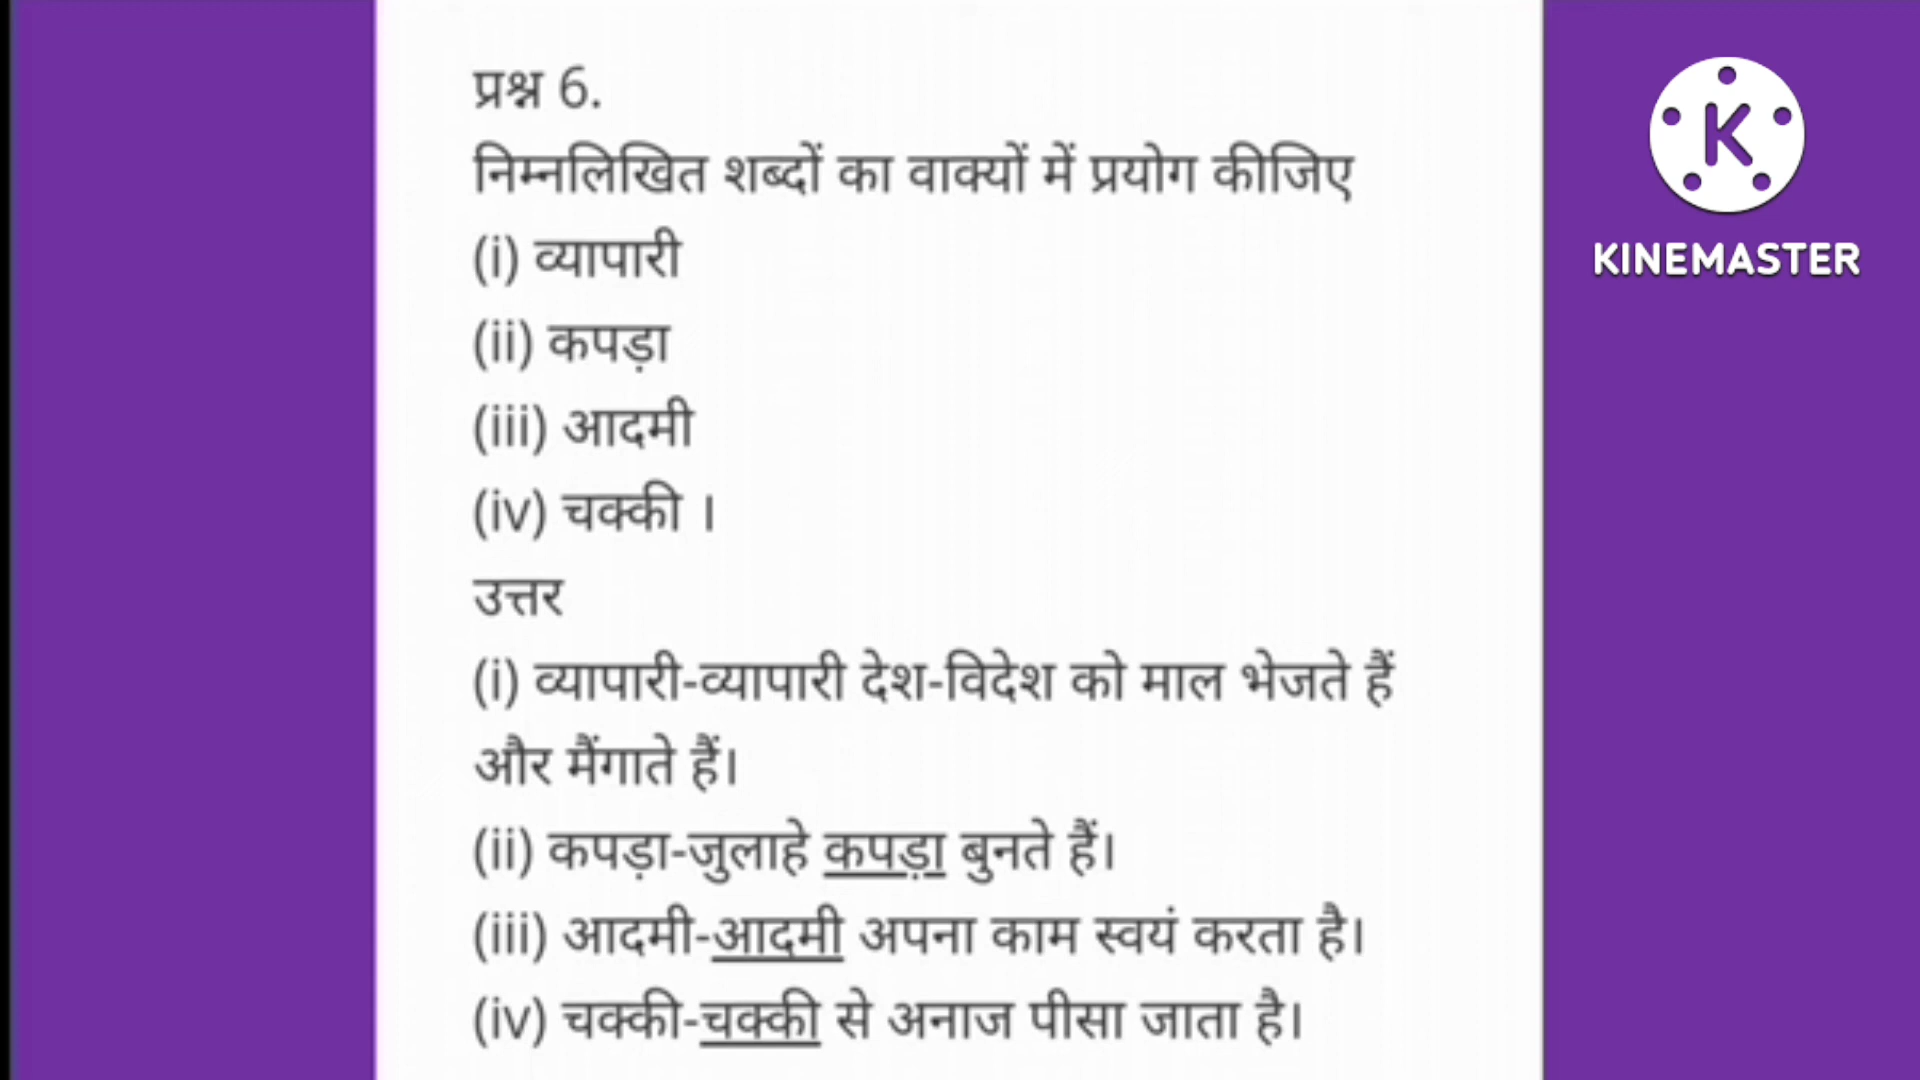 प्रश्न 6.
निम्नलिखित शब्दों का वाक्यों में प्रयोग कीजिए
(i) व्यापारी
(ii) कपड़ा
(iii) आदमी
(iv) चक्की ।
उत्तर
(i) व्यापारी-व्यापारी देश-विदेश को माल भेजते हैं
और मैंगाते हैं।
(ii) कपड़ा-जुलाहे कपड़ा बुनते हैं।
(iii) आदमी-आदमी अपना काम स्वयं करता है।
(iv) चक्की-चक्की से अनाज पीसा जाता है।
K
KINEMASTER